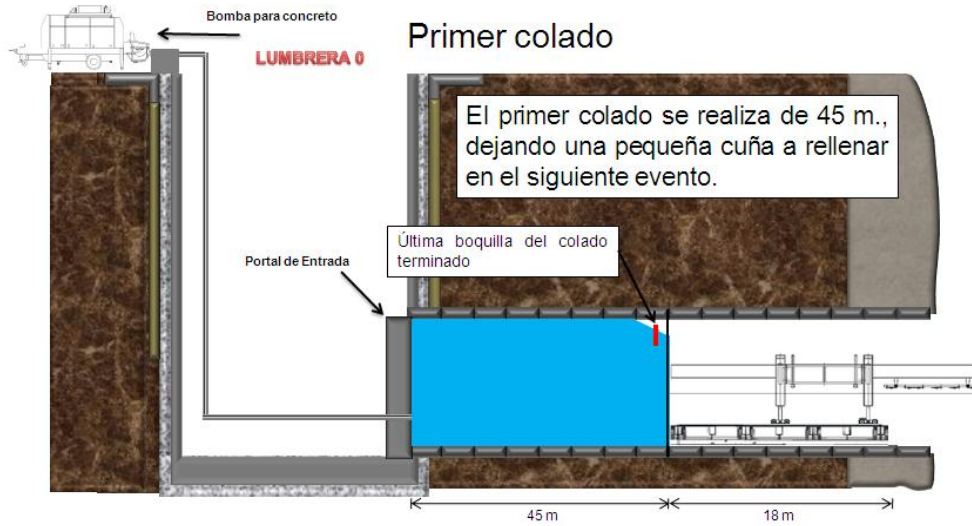 Bomba para concreto
LUMBRERA 0
Primer colado
El primer colado se realiza de 45 m.,
dejando una pequeña cuña a rellenar
en el siguiente evento.
Última boquilla del colado
terminado
Portal de Entrada
45 m
18 m